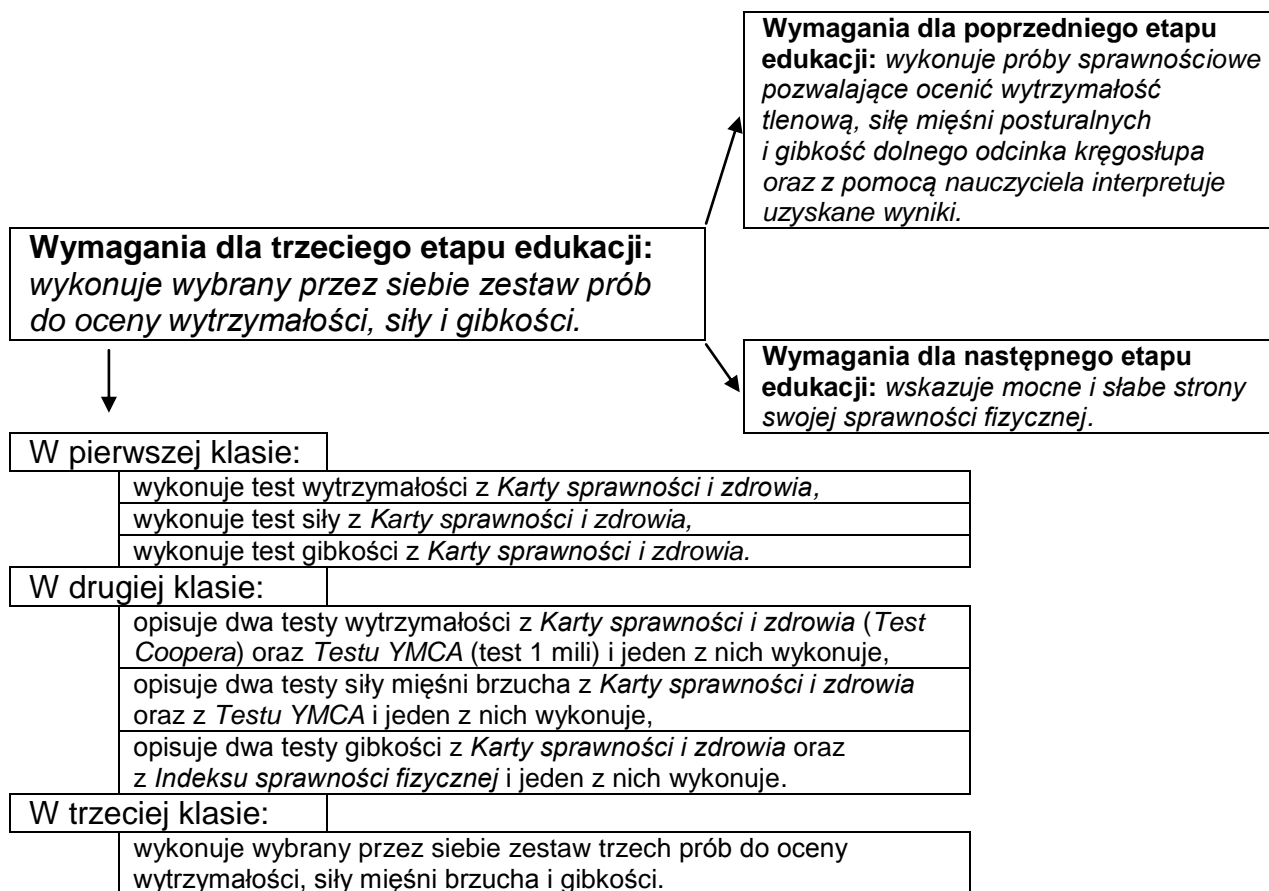 Wymagania dla poprzedniego etapu
edukacji: wykonuje próby sprawnościowe
pozwalające ocenić wytrzymałość
tlenową, siłę mięśni posturalnych
i gibkość dolnego odcinka kręgosłupa
oraz z pomocą nauczyciela interpretuje
uzyskane wyniki.
Wymagania dla trzeciego etapu edukacji:
wykonuje wybrany przez siebie zestaw prób
do oceny wytrzymałości, siły i gibkości.
Wymagania dla następnego etapu
edukacji: wskazuje mocne i słabe strony
swojej sprawności fizycznej.
W pierwszej klasie:
wykonuje test wytrzymałości z Karty sprawności i zdrowia,
wykonuje test siły z Karty sprawności i zdrowia,
wykonuje test gibkości z Karty sprawności i zdrowia.
W drugiej klasie:
opisuje dwa testy wytrzymałości z Karty sprawności i zdrowia (Test
Coopera) oraz Testu YMCA (test 1 mili) i jeden z nich wykonuje,
opisuje dwa testy siły mięśni brzucha z Karty sprawności i zdrowia
oraz z Testu YMCA i jeden z nich wykonuje,
opisuje dwa testy gibkości z Karty sprawności i zdrowia oraz
z Indeksu sprawności fizycznej i jeden z nich wykonuje.
W trzeciej klasie:
wykonuje wybrany przez siebie zestaw trzech prób do oceny
wytrzymałości, siły mięśni brzucha i gibkości.